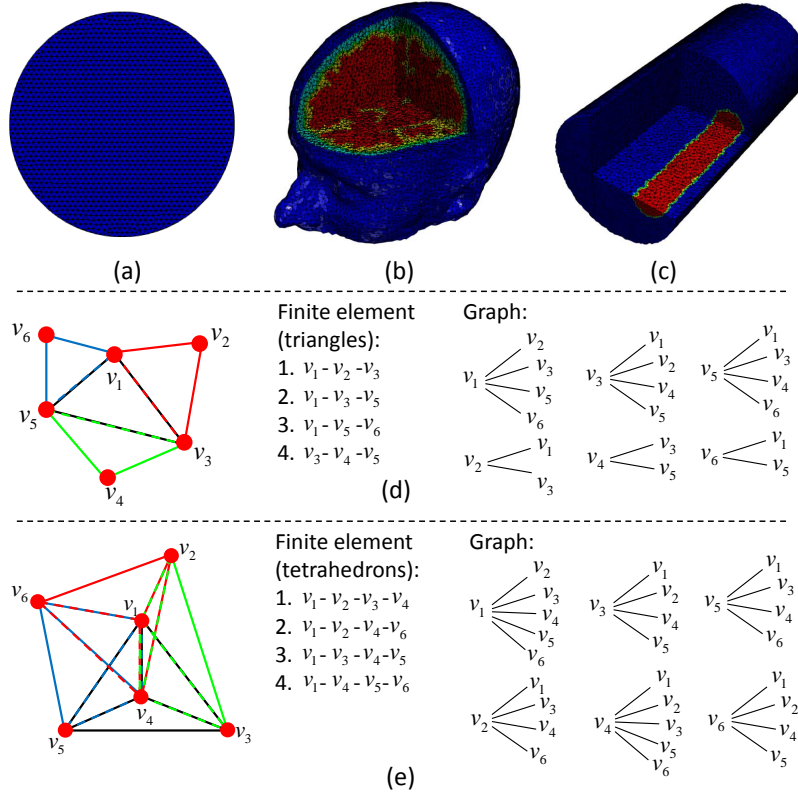 (a) (b) (c)
v6 v1 v2 v5 v3 v4
Finite element
(triangles):
1. v1 - v2 - v3
2. v1 - v3 - v5
3. v1 - v5 - v6
4. v3 - v4 - v5
Graph:
v1 v2 v3 v5 v6
v3 v1 v2 v4 v5
v5 v1 v3 v4 v6
v2 v1 v3
v4 v3 v5
v6 v1 v5
(d)
v2 v6 v1 v4 v5 v3
Finite element
(tetrahedrons):
1. v1 - v2 - v3 - v4
2. v1 - v2 - v4 - v6
3. v1 - v3 - v4 - v5
4. v1 - v4 - v5 - v6
Graph:
v1 v2 v3 v4 v5 v6
v3 v1 v2 v4 v5
v5 v1 v3 v4 v6
v2 v1 v3 v4 v6
v4 v1 v2 v3 v5 v6
v6 v1 v2 v4 v5
(e)